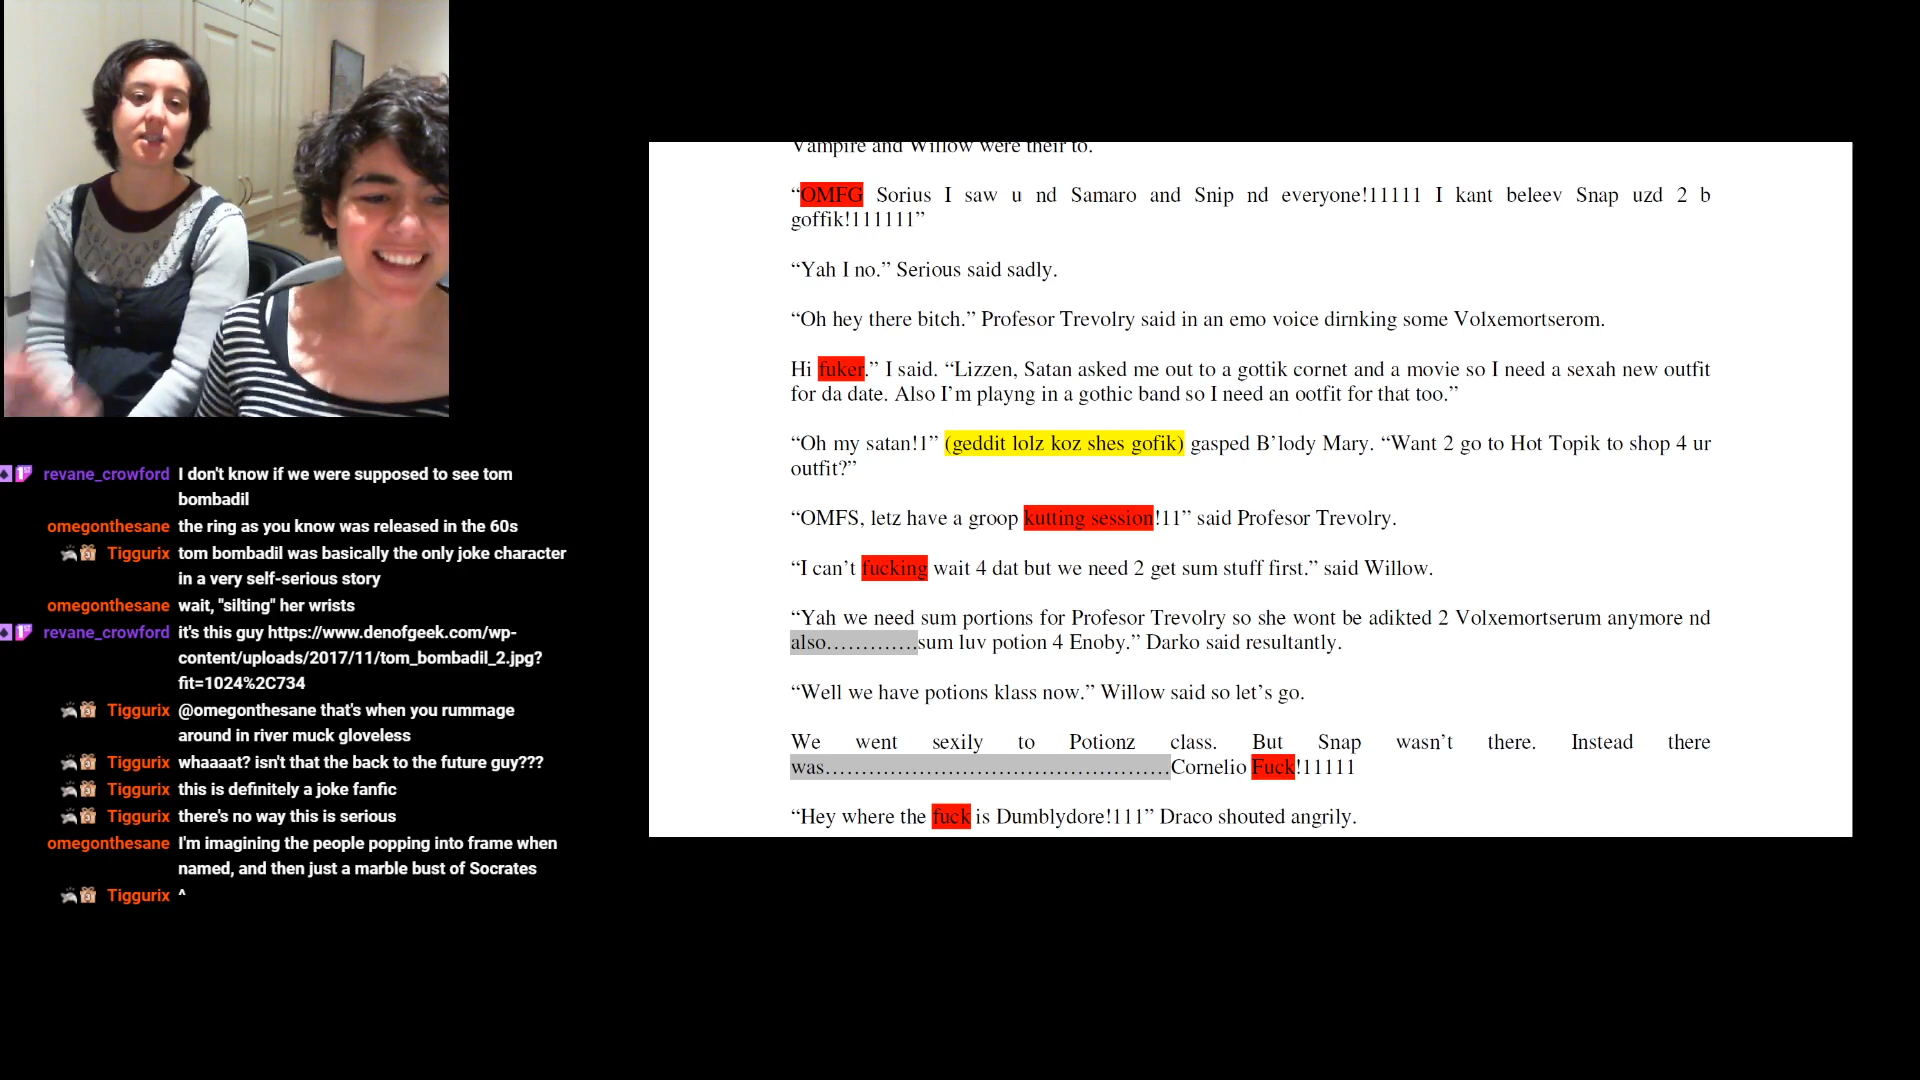 revane_crowford I don't know if we were supposed to see tom
bombadil
omegonthesane the ring as you know was released in the 60s
Tiggurix tom bombadil was basically the only joke character
in a very self-serious story
omegonthesane wait, "silting" her wrists
revane_crowford it's this guy https://www.denofgeek.com/wp-
content/uploads/2017/11/tom_bombadil_2.jpg?
fit=1024%2C734
Tiggurix @omegonthesane that's when you rummage
around in river muck gloveless
Tiggurix whaaaat? isn't that the back to the future guy???
Tiggurix this is definitely a joke fanfic
Tiggurix there's no way this is serious
omegonthesane I'm imagining the people popping into frame when
named, and then just a marble bust of Socrates
Tiggurix ^
Vampire and Willow were their to.
“OMFG Sorius I saw u nd Samaro and Snip nd everyone!11111 I kant beleev Snap uzd 2 b
goffik!111111”
“Yah I no.” Serious said sadly.
“Oh hey there bitch.” Profesor Trevolry said in an emo voice dirnking some Volxemortserom.
Hi fuker.” I said. “Lizzen, Satan asked me out to a gottik cornet and a movie so I need a sexah new outfit
for da date. Also I’m playng in a gothic band so I need an ootfit for that too.”
“Oh my satan!1” (geddit lolz koz shes gofik) gasped B’lody Mary. “Want 2 go to Hot Topik to shop 4 ur
outfit?”
“OMFS, letz have a groop kutting session!11” said Profesor Trevolry.
“I can’t fucking wait 4 dat but we need 2 get sum stuff first.” said Willow.
“Yah we need sum portions for Profesor Trevolry so she wont be adikted 2 Volxemortserum anymore nd
also………….sum luv potion 4 Enoby.” Darko said resultantly.
“Well we have potions klass now.” Willow said so let’s go.
We went sexily to Potionz class. But Snap wasn’t there. Instead there
was…………………………………………Cornelio Fuck!11111
“Hey where the fuck is Dumblydore!111” Draco shouted angrily.